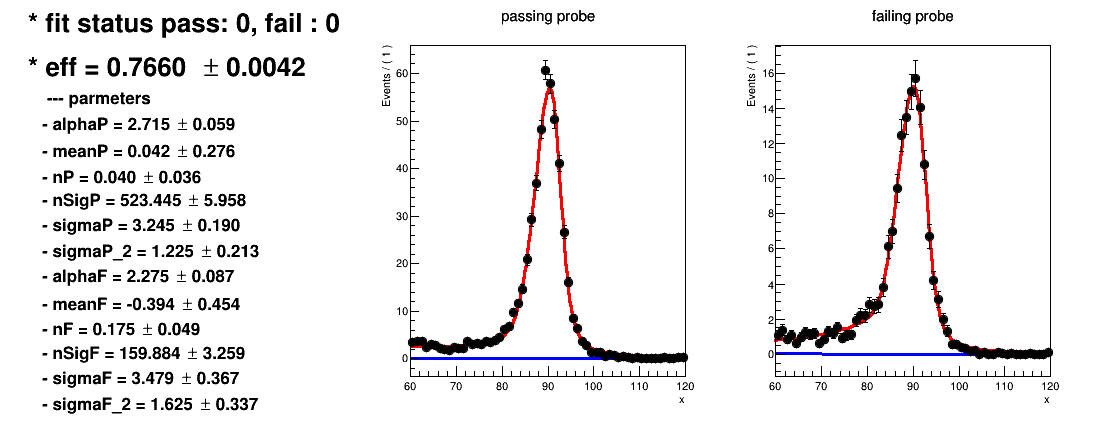 * fit status pass: 0, fail : 0
* eff = 0.7660 ± 0.0042
--- parmeters
- alphaP = 2.715 ± 0.059
- meanP = 0.042 ± 0.276
- nP = 0.040 ± 0.036
- nSigP = 523.445 ± 5.958
- sigmaP = 3.245 ± 0.190
- sigmaP_2 = 1.225 ± 0.213
- alphaF = 2.275 ± 0.087
- meanF = -0.394 ± 0.454
- nF = 0.175 ± 0.049
- nSigF = 159.884 ± 3.259
- sigmaF = 3.479 ± 0.367
- sigmaF_2 = 1.625 ± 0.337
passing probe
Events / ( 1 )
60
50
40
30
20
10
0
60 70 80 90 100 110 120
x
failing probe
Events / ( 1 )
16
14
12
10
8
6
4
2
0
60 70 80 90 100 110 120
x